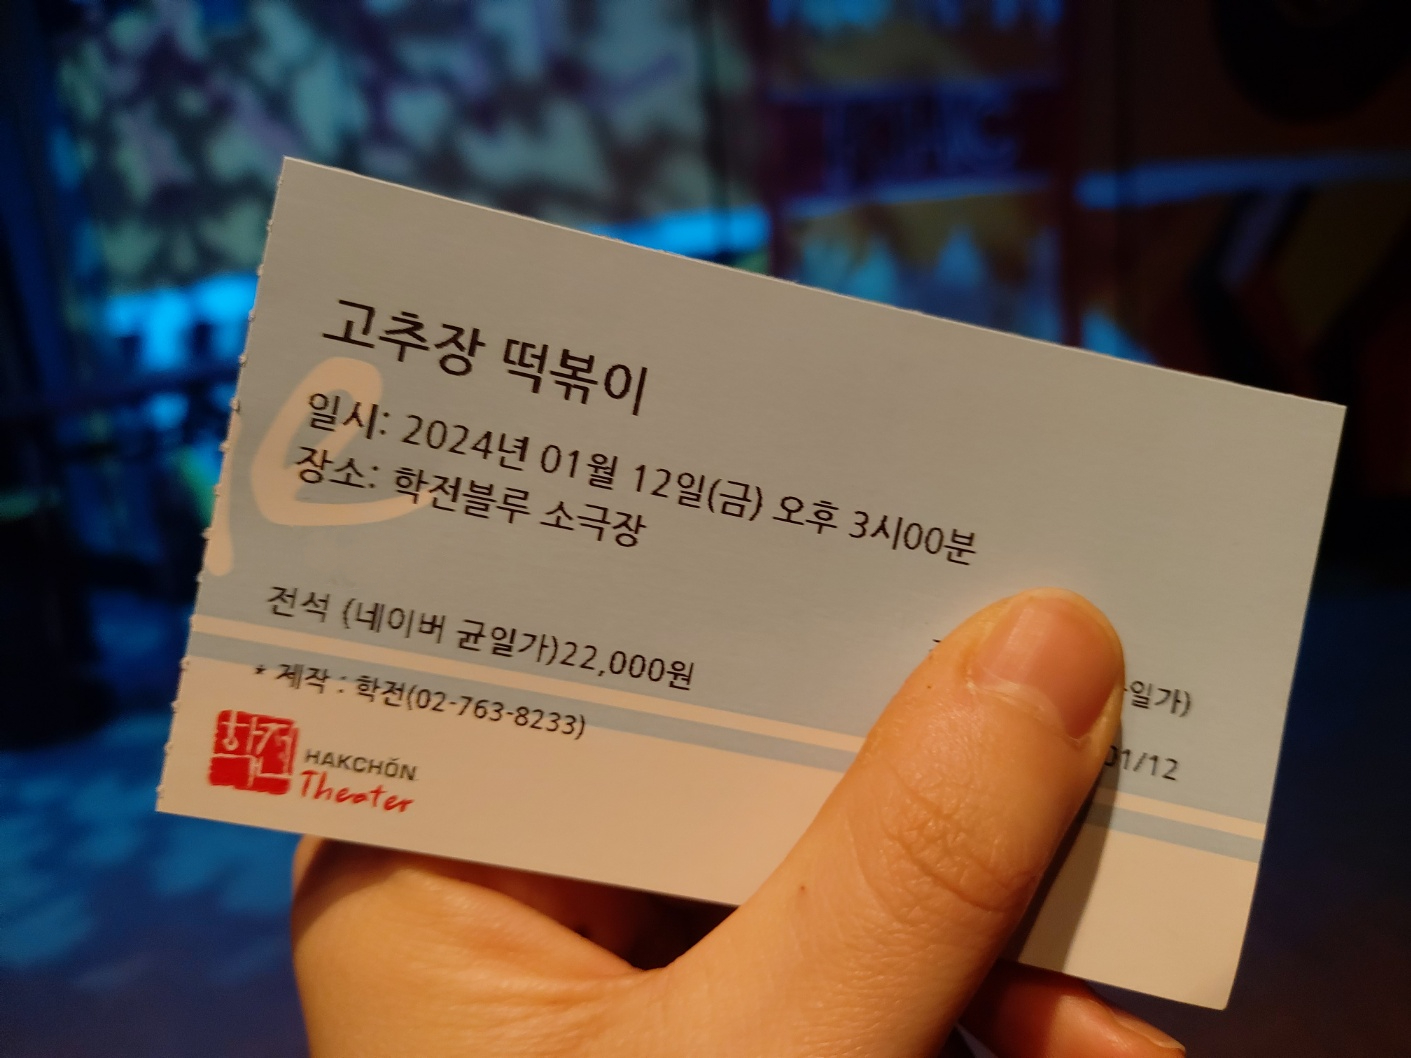 고추장 떡볶이
일시: 2024년 01월 12일(금) 오후 3시00분
장소: 학전블루 소극장
전석 (네이버 균일가)22,000원
일가)
* 제작 : 학전(02-763-8233)
01/12
학전
HAKCHŎN
Theater